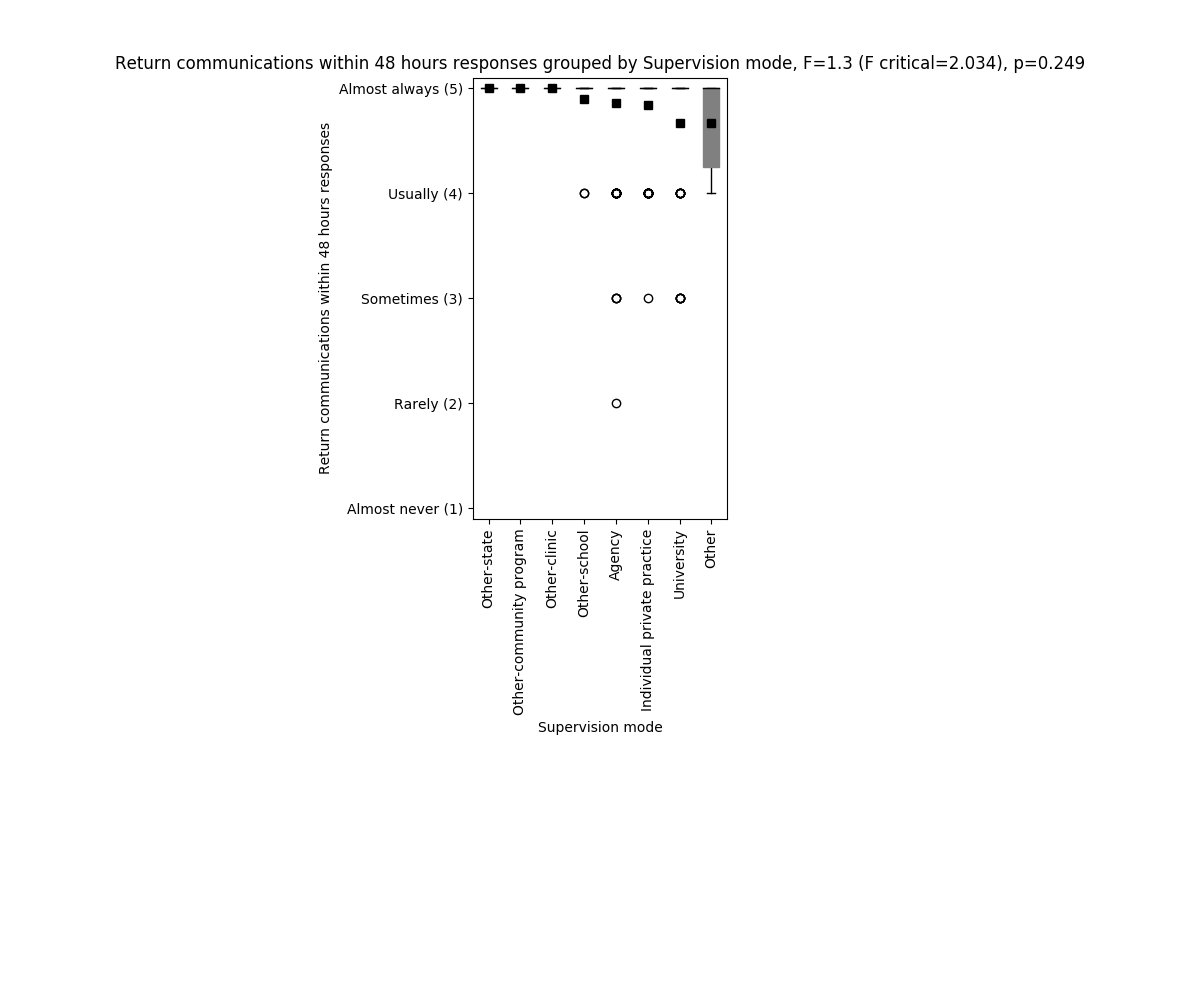 Return communications within 48 hours responses grouped by Supervision mode, F=1.3 (F critical=2.034), p=0.249
Return communications within 48 hours responses
Almost always (5)
Usually (4)
Sometimes (3)
Rarely (2)
Almost never (1)
Other-state
Other-community program
Other-clinic
Other-school
Agency
Individual private practice
University
Other
Supervision mode